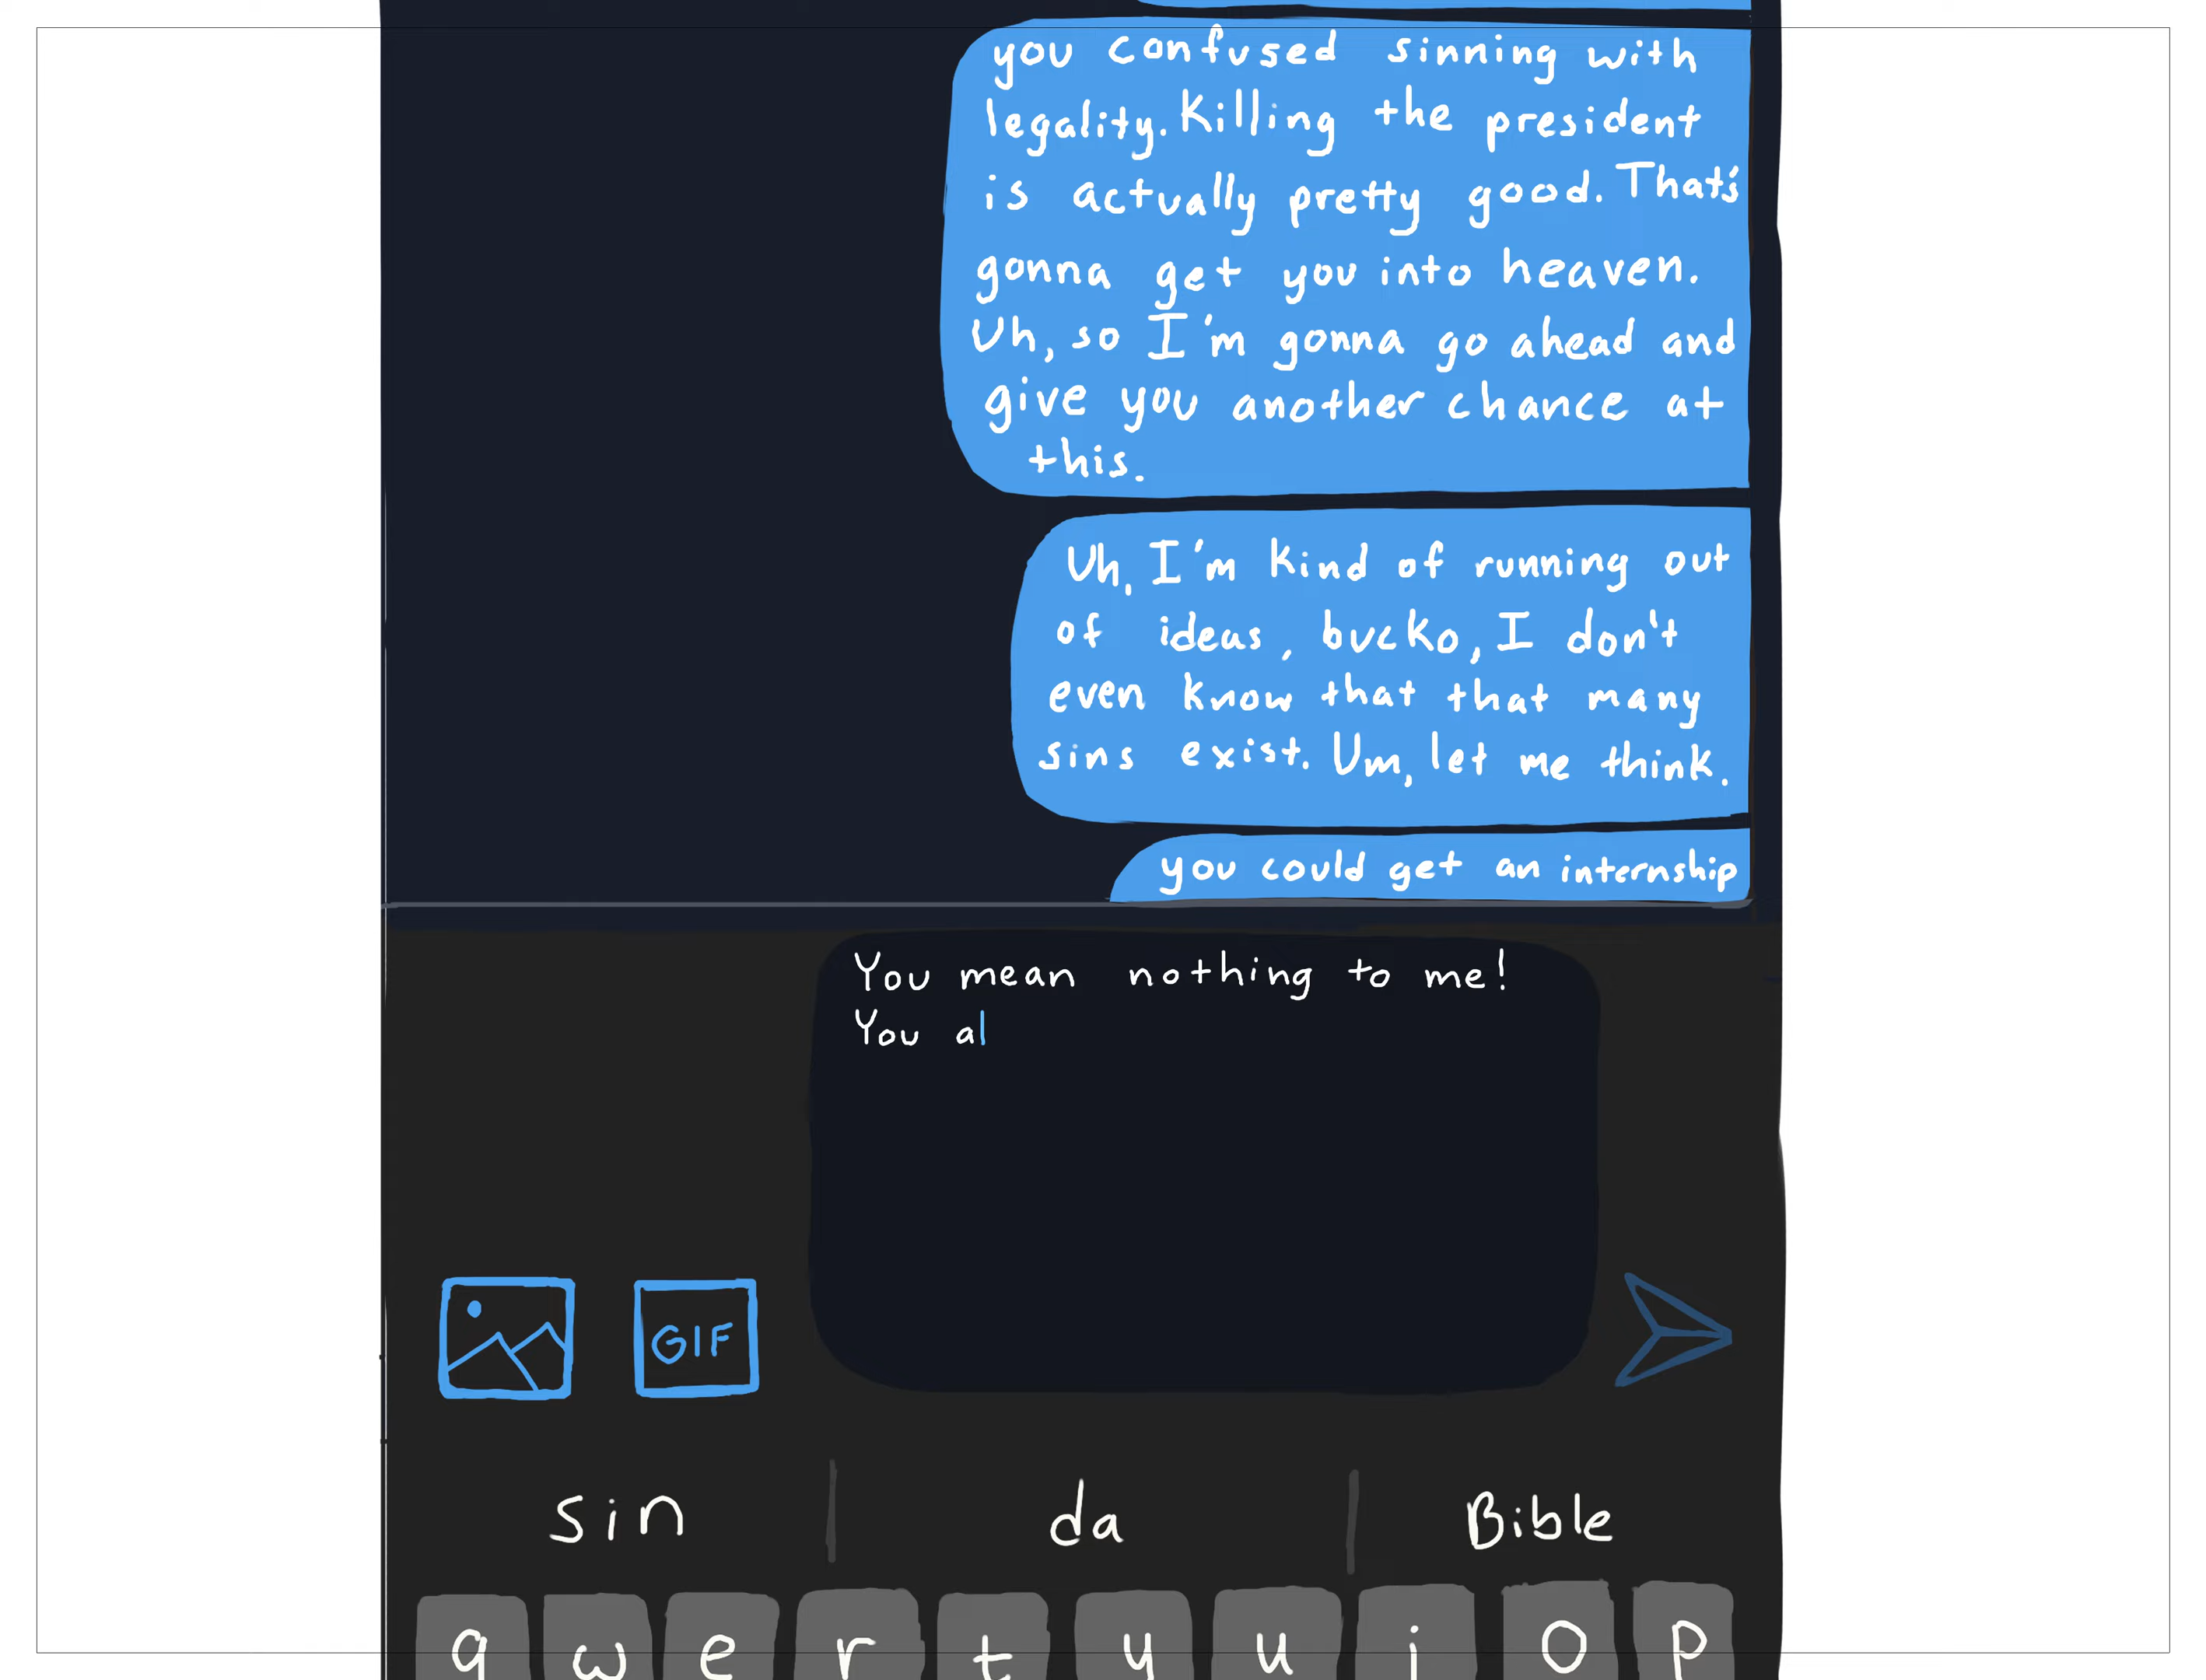 you confused sinning with
legality. Killing the president
is actually pretty good. That's
gonna get you into heaven.
Uh, so I'm gonna go ahead and
give you another chance at
this.
Uh, I'm kind of running out
of ideas, bucko, I don't
even know that that many
sins exist. Um, let me think.
you could get an internship
You mean nothing to me!
You a
GIF
sin da Bible
q w e r t y u i o p